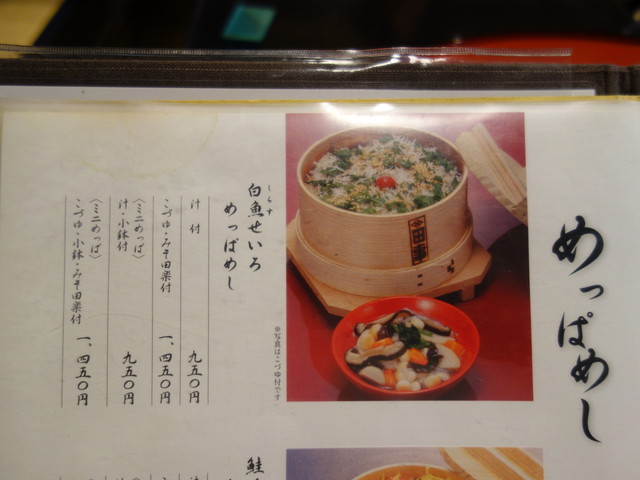 めっぱめし
白魚せいろ
しらす
めっぱめし
汁付 九五〇円
こづゆ・みそ田楽付 一、四五〇円
〈ミニめっぱ〉
汁・小鉢付 九五〇円
〈ミニめっぱ〉
こづゆ・小鉢・みそ田楽付 一、四五〇円
※写真はこづゆ付です
田事
鮭